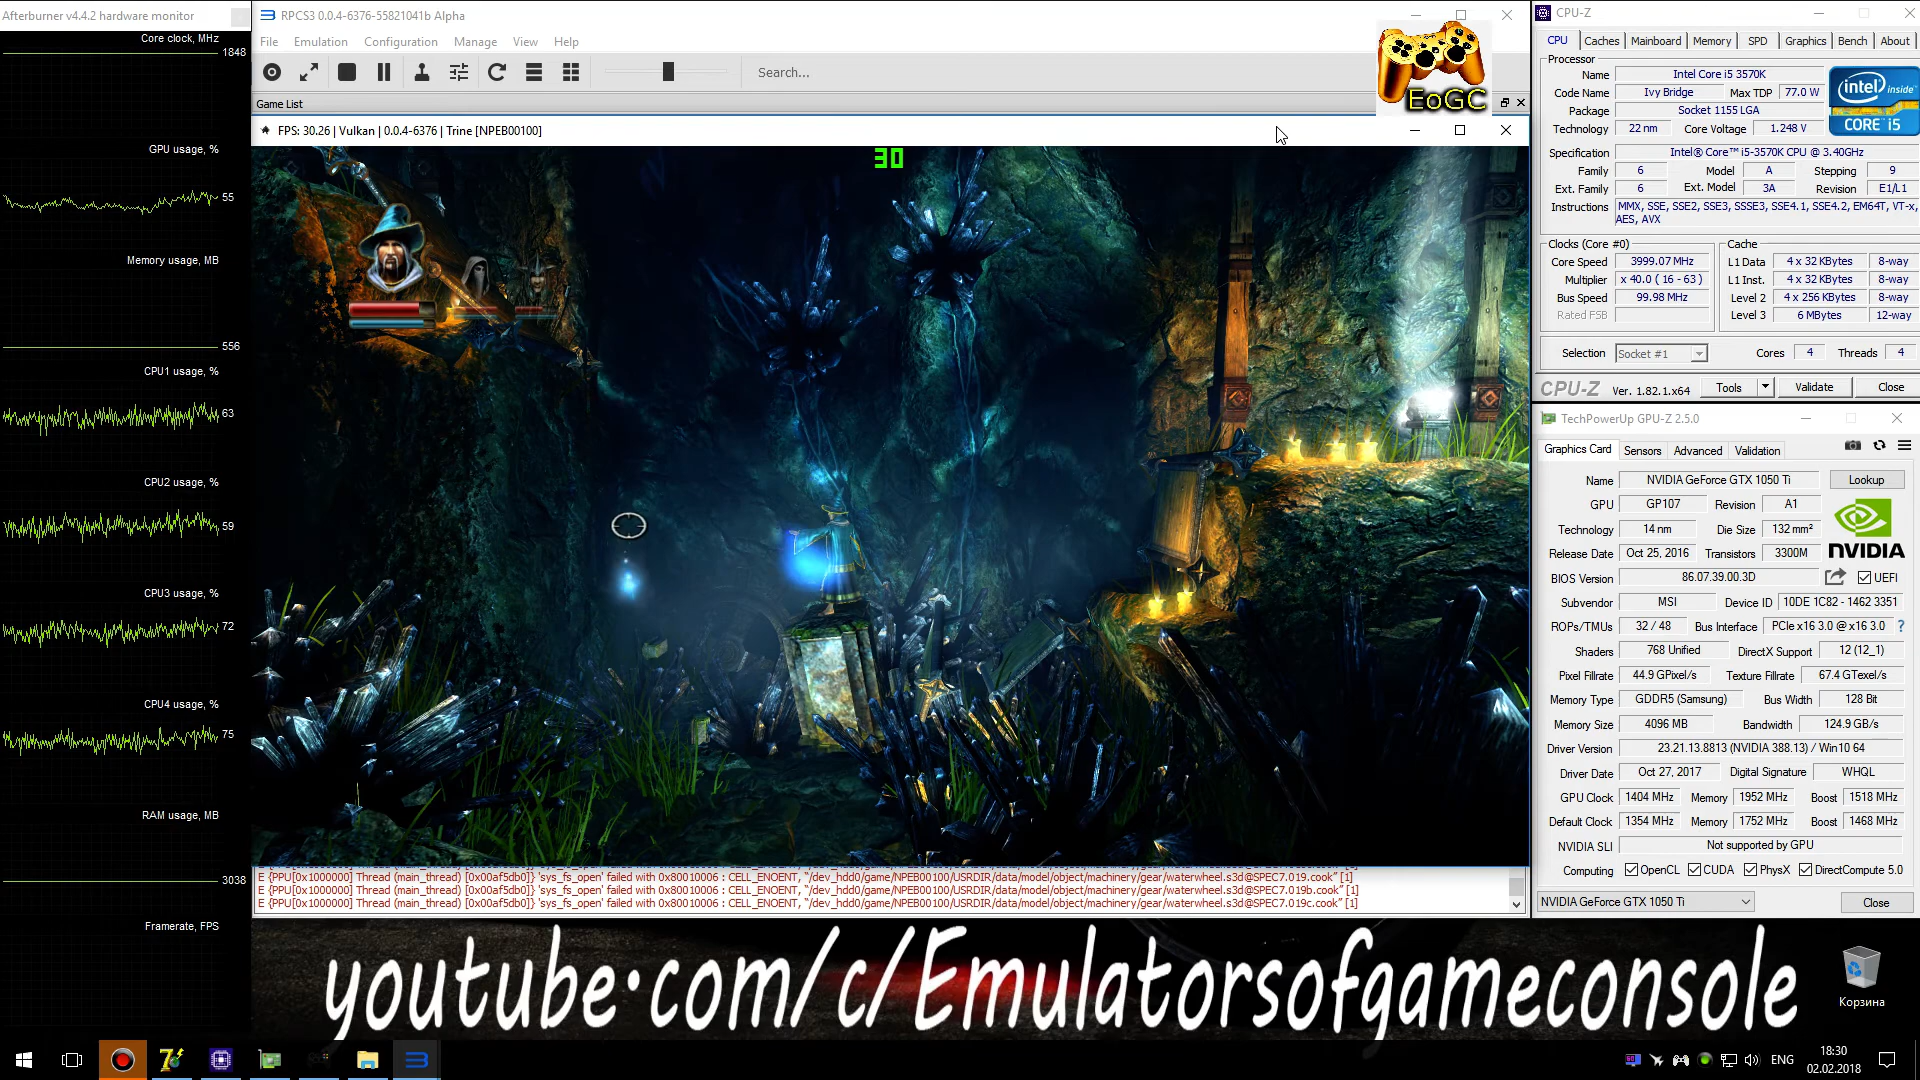 Afterburner v4.4.2 hardware monitor
Core clock, MHz
1848
GPU usage, %
55
Memory usage, MB
556
CPU1 usage, %
63
CPU2 usage, %
59
CPU3 usage, %
72
CPU4 usage, %
75
RAM usage, MB
3038
Framerate, FPS
RPCS3 0.0.4-6376-55821041b Alpha
File Emulation Configuration Manage View Help
Search...
EoGC
Game List
FPS: 30.26 | Vulkan | 0.0.4-6376 | Trine [NPEB00100]
30
E {PPU[0x1000000] Thread (main_thread) [0x00af5db0]} 'sys_fs_open' failed with 0x80010006 : CELL_ENOENT, “/dev_hdd0/game/NPEB00100/USRDIR/data/model/object/machinery/gear/waterwheel.s3d@SPEC7.019a.cook” [1]
E {PPU[0x1000000] Thread (main_thread) [0x00af5db0]} 'sys_fs_open' failed with 0x80010006 : CELL_ENOENT, “/dev_hdd0/game/NPEB00100/USRDIR/data/model/object/machinery/gear/waterwheel.s3d@SPEC7.019b.cook” [1]
E {PPU[0x1000000] Thread (main_thread) [0x00af5db0]} 'sys_fs_open' failed with 0x80010006 : CELL_ENOENT, “/dev_hdd0/game/NPEB00100/USRDIR/data/model/object/machinery/gear/waterwheel.s3d@SPEC7.019c.cook” [1]
CPU-Z
CPU Caches Mainboard Memory SPD Graphics Bench About
Processor
Name Intel Core i5 3570K
Code Name Ivy Bridge Max TDP 77.0 W
Package Socket 1155 LGA
Technology 22 nm Core Voltage 1.248 V
intel inside
CORE i5
Specification Intel® Core™ i5-3570K CPU @ 3.40GHz
Family 6 Model A Stepping 9
Ext. Family 6 Ext. Model 3A Revision E1/L1
Instructions MMX, SSE, SSE2, SSE3, SSSE3, SSE4.1, SSE4.2, EM64T, VT-x,
AES, AVX
Clocks (Core #0) Cache
Core Speed 3999.07 MHz L1 Data 4 x 32 KBytes 8-way
Multiplier x 40.0 ( 16 - 63 ) L1 Inst. 4 x 32 KBytes 8-way
Bus Speed 99.98 MHz Level 2 4 x 256 KBytes 8-way
Rated FSB Level 3 6 MBytes 12-way
Selection Socket #1 Cores 4 Threads 4
CPU-Z Ver. 1.82.1.x64 Tools Validate Close
TechPowerUp GPU-Z 2.5.0
Graphics Card Sensors Advanced Validation
Name NVIDIA GeForce GTX 1050 Ti Lookup
GPU GP107 Revision A1
Technology 14 nm Die Size 132 mm²
NVIDIA
Release Date Oct 25, 2016 Transistors 3300M
BIOS Version 86.07.39.00.3D UEFI
Subvendor MSI Device ID 10DE 1C82 - 1462 3351
ROPs/TMUs 32 / 48 Bus Interface PCIe x16 3.0 @ x16 3.0 ?
Shaders 768 Unified DirectX Support 12 (12_1)
Pixel Fillrate 44.9 GPixel/s Texture Fillrate 67.4 GTexel/s
Memory Type GDDR5 (Samsung) Bus Width 128 Bit
Memory Size 4096 MB Bandwidth 124.9 GB/s
Driver Version 23.21.13.8813 (NVIDIA 388.13) / Win10 64
Driver Date Oct 27, 2017 Digital Signature WHQL
GPU Clock 1404 MHz Memory 1952 MHz Boost 1518 MHz
Default Clock 1354 MHz Memory 1752 MHz Boost 1468 MHz
NVIDIA SLI Not supported by GPU
Computing OpenCL CUDA PhysX DirectCompute 5.0
NVIDIA GeForce GTX 1050 Ti Close
youtube.com/c/Emulatorsofgameconsole
Корзина
ENG
18:30
02.02.2018